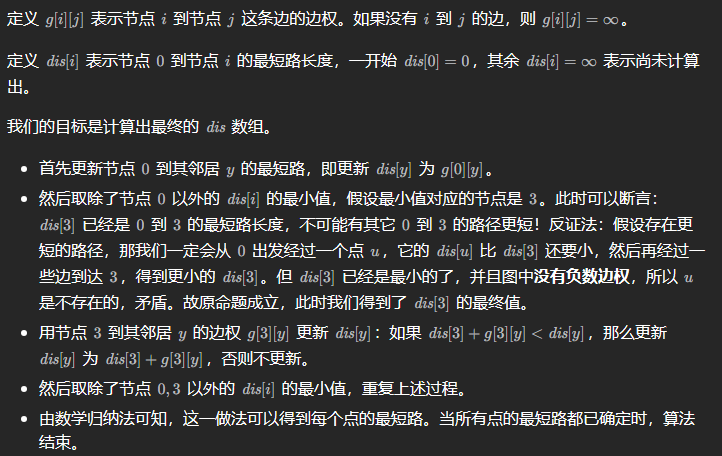 定义 g[i][j] 表示节点 i 到节点 j 这条边的边权。如果没有 i 到 j 的边，则 g[i][j] = ∞。
定义 dis[i] 表示节点 0 到节点 i 的最短路长度，一开始 dis[0] = 0，其余 dis[i] = ∞ 表示尚未计算
出。
我们的目标是计算出最终的 dis 数组。
• 首先更新节点 0 到其邻居 y 的最短路，即更新 dis[y] 为 g[0][y]。
• 然后取除了节点 0 以外的 dis[i] 的最小值，假设最小值对应的节点是 3。此时可以断言：
dis[3] 已经是 0 到 3 的最短路长度，不可能有其它 0 到 3 的路径更短！反证法：假设存在更
短的路径，那我们一定会从 0 出发经过一个点 u，它的 dis[u] 比 dis[3] 还要小，然后再经过一
些边到达 3，得到更小的 dis[3]。但 dis[3] 已经是最小的了，并且图中没有负数边权，所以 u
是不存在的，矛盾。故原命题成立，此时我们得到了 dis[3] 的最终值。
• 用节点 3 到其邻居 y 的边权 g[3][y] 更新 dis[y]：如果 dis[3] + g[3][y] < dis[y]，那么更新
dis[y] 为 dis[3] + g[3][y]，否则不更新。
• 然后取除了节点 0, 3 以外的 dis[i] 的最小值，重复上述过程。
• 由数学归纳法可知，这一做法可以得到每个点的最短路。当所有点的最短路都已确定时，算法
结束。